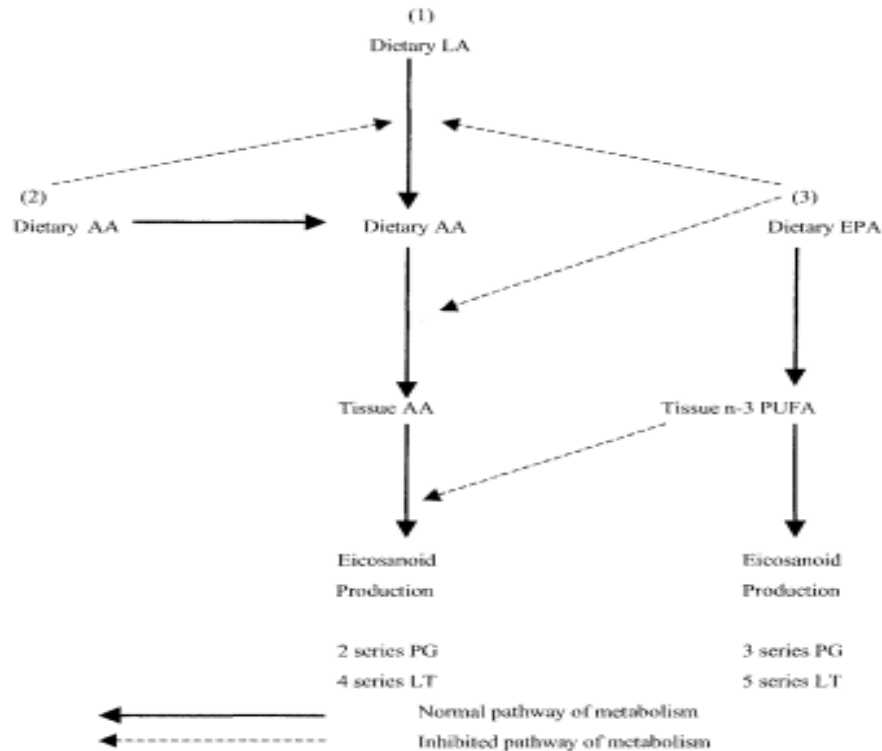 (1)
Dietary LA
(2)
(3)
Dietary AA
Dietary AA
Dietary EPA
Tissue AA
Tissue n-3 PUFA
Eicosanoid
Production
Eicosanoid
Production
2 series PG
4 series LT
3 series PG
5 series LT
Normal pathway of metabolism
Inhibited pathway of metabolism